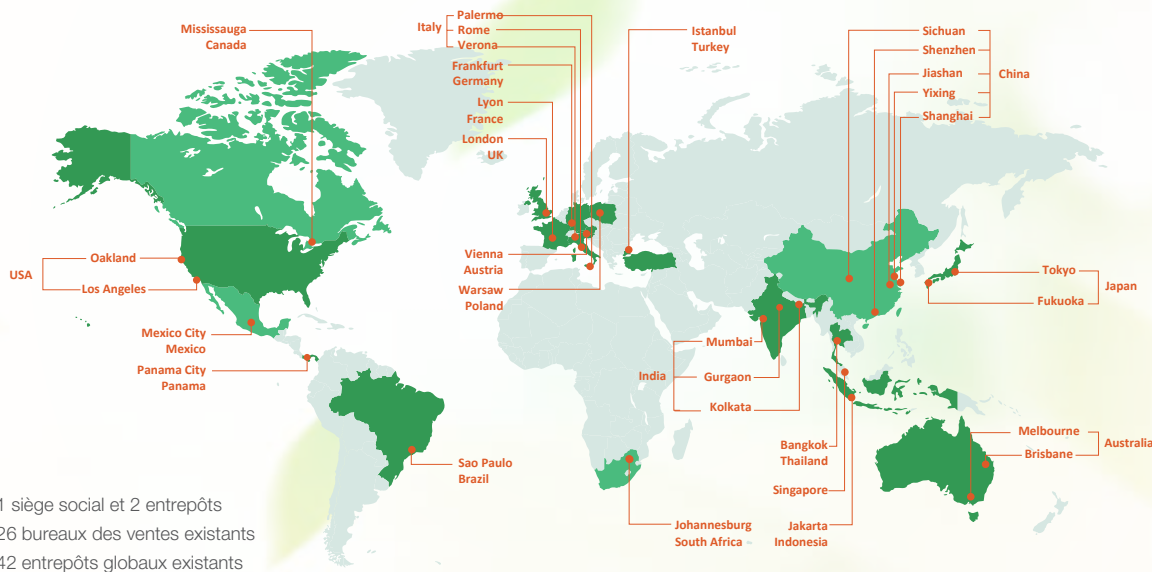 Mississauga
Canada
Italy
Palermo
Rome
Verona
Frankfurt
Germany
Lyon
France
London
UK
Istanbul
Turkey
Sichuan
Shenzhen
Jiashan
Yixing
Shanghai
China
USA
Oakland
Los Angeles
Vienna
Austria
Warsaw
Poland
Tokyo
Fukuoka
Japan
Mexico City
Mexico
Panama City
Panama
India
Mumbai
Gurgaon
Kolkata
Sao Paulo
Brazil
Bangkok
Thailand
Singapore
Melbourne
Brisbane
Australia
Johannesburg
South Africa
Jakarta
Indonesia
1 siège social et 2 entrepôts
26 bureaux des ventes existants
42 entrepôts globaux existants